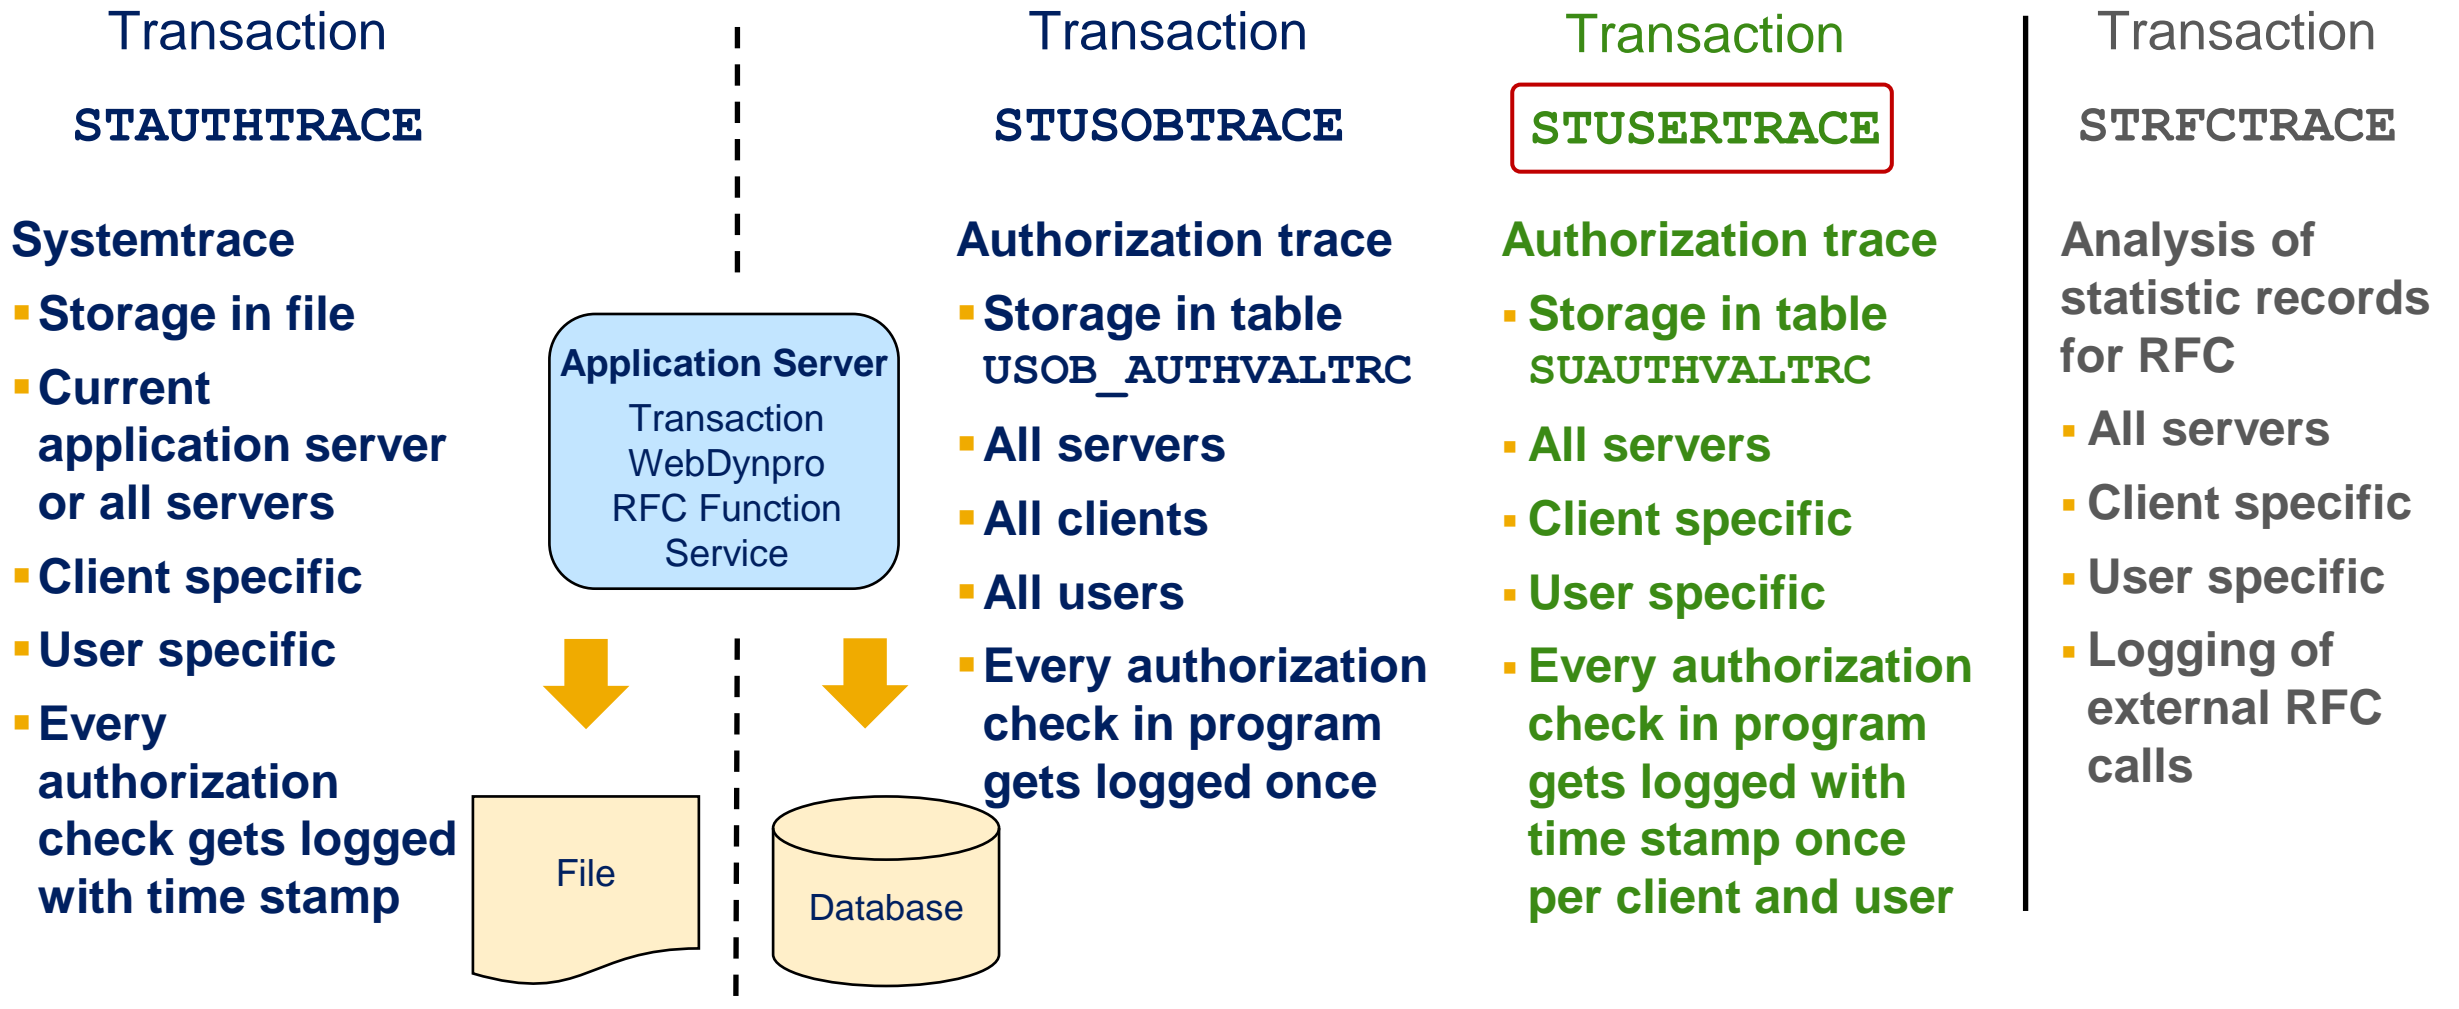 Transaction
STAUTHTRACE
Systemtrace
Storage in file
Current
application server
or all servers
Client specific
User specific
Every
authorization
check gets logged
with time stamp
Application Server
Transaction
WebDynpro
RFC Function
Service
File
Database
Transaction
STUSOBTRACE
Authorization trace
Storage in table
USOB_AUTHVALTRC
All servers
All clients
All users
Every authorization
check in program
gets logged once
Transaction
STUSERTRACE
Authorization trace
Storage in table
SUAUTHVALTRC
All servers
Client specific
User specific
Every authorization
check in program
gets logged with
time stamp once
per client and user
Transaction
STRFCTRACE
Analysis of
statistic records
for RFC
All servers
Client specific
User specific
Logging of
external RFC
calls